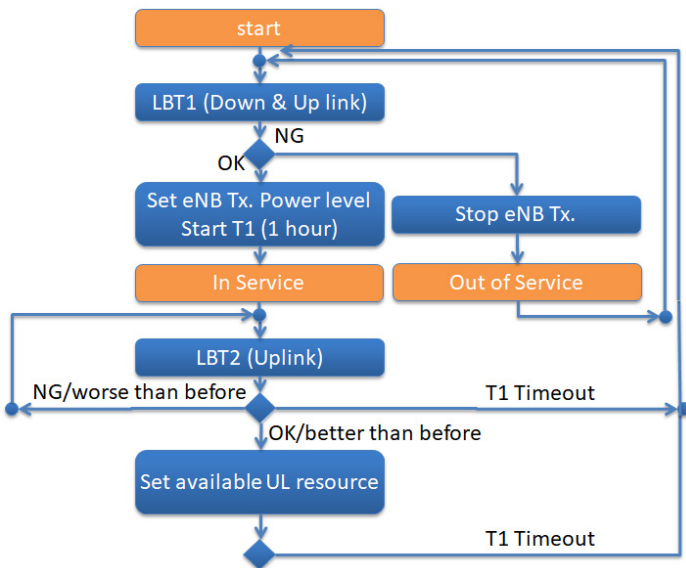 start
LBT1 (Down & Up link)
NG
OK
Set eNB Tx. Power level
Start T1 (1 hour)
Stop eNB Tx.
In Service
Out of Service
LBT2 (Uplink)
NG/worse than before
T1 Timeout
OK/better than before
Set available UL resource
T1 Timeout